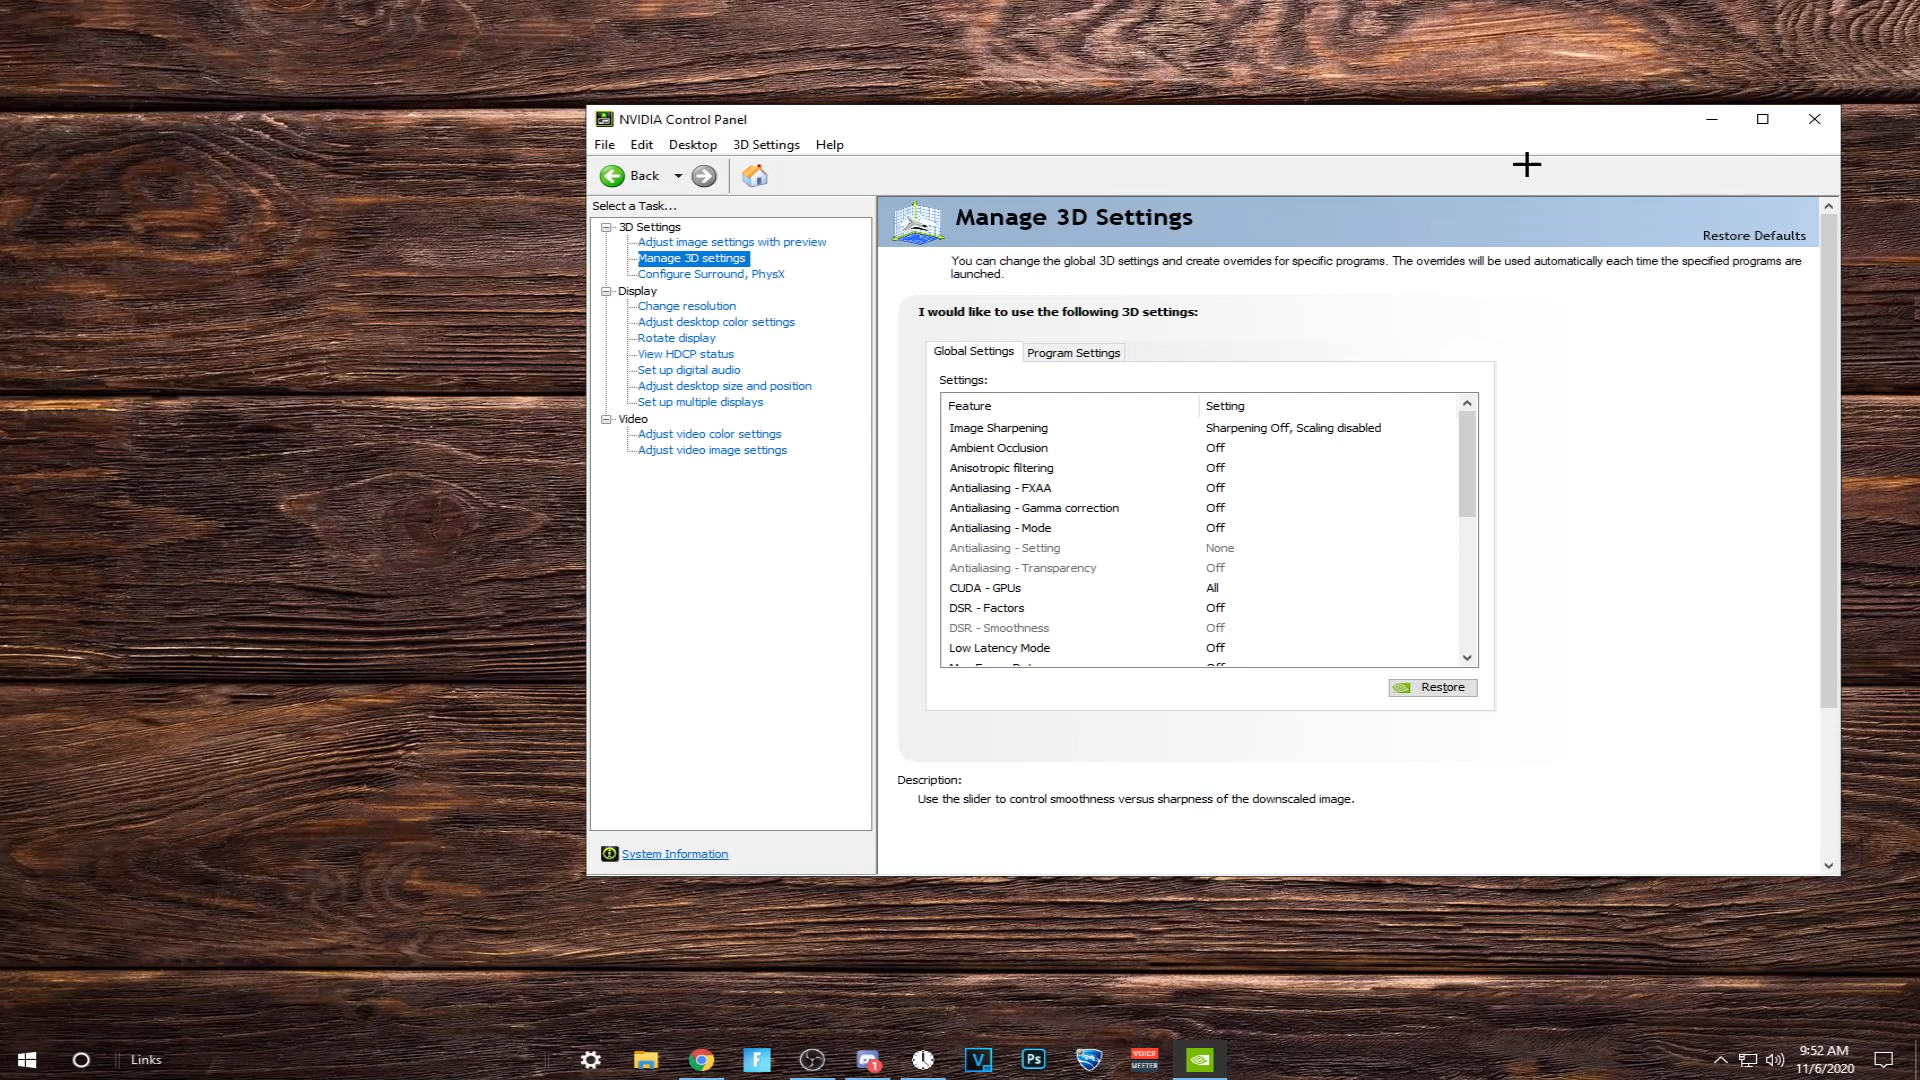 NVIDIA Control Panel
File Edit Desktop 3D Settings Help
Back
Select a Task...
3D Settings
Adjust image settings with preview
Manage 3D settings
Configure Surround, PhysX
Display
Change resolution
Adjust desktop color settings
Rotate display
View HDCP status
Set up digital audio
Adjust desktop size and position
Set up multiple displays
Video
Adjust video color settings
Adjust video image settings
System Information
Manage 3D Settings
Restore Defaults
You can change the global 3D settings and create overrides for specific programs. The overrides will be used automatically each time the specified programs are
launched.
I would like to use the following 3D settings:
Global Settings Program Settings
Settings:
Feature Setting
Image Sharpening Sharpening Off, Scaling disabled
Ambient Occlusion Off
Anisotropic filtering Off
Antialiasing - FXAA Off
Antialiasing - Gamma correction Off
Antialiasing - Mode Off
Antialiasing - Setting None
Antialiasing - Transparency Off
CUDA - GPUs All
DSR - Factors Off
DSR - Smoothness Off
Low Latency Mode Off
Restore
Description:
Use the slider to control smoothness versus sharpness of the downscaled image.
Links
F
1
V
Ps
VOICE
MEETER
9:52 AM
11/6/2020